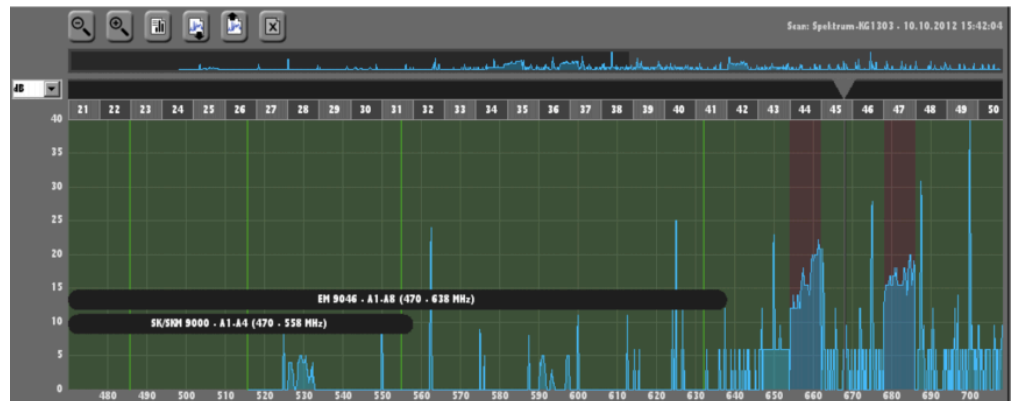 Scan: Spektrum-KG1303 - 10.10.2012 15:42:04
dB
21 22 23 24 25 26 27 28 29 30 31 32 33 34 35 36 37 38 39 40 41 42 43 44 45 46 47 48 49 50
40
35
30
25
20
15
10
5
0
EM 9046 - A1-A8 (470 - 638 MHz)
SK/SKM 9000 - A1-A4 (470 - 558 MHz)
480 490 500 510 520 530 540 550 560 570 580 590 600 610 620 630 640 650 660 670 680 690 700